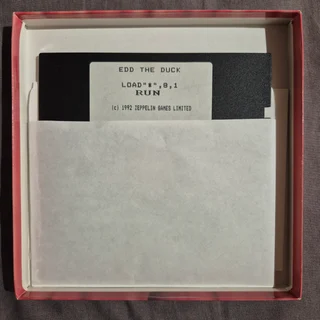 EDD THE DUCK
LOAD"*",8,1
RUN
(c) 1992 ZEPPELIN GAMES LIMITED